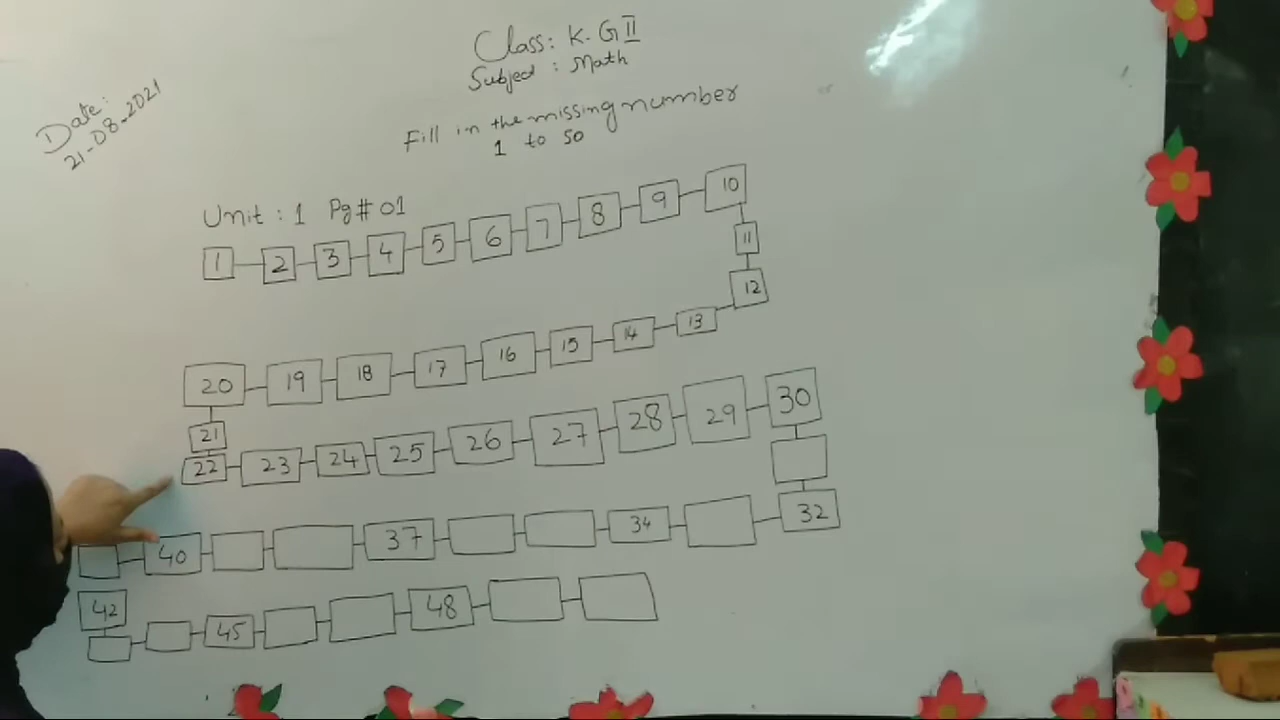 Class: K. G II
Subject : Math
Date:
21-08-2021
Fill in the missing number
1 to 50
Unit : 1 Pg# 01
1 2 3 4 5 6 7 8 9 10
11
12
20 19 18 17 16 15 14 13
21
22 23 24 25 26 27 28 29 30
40 37 34 32
42
45 48